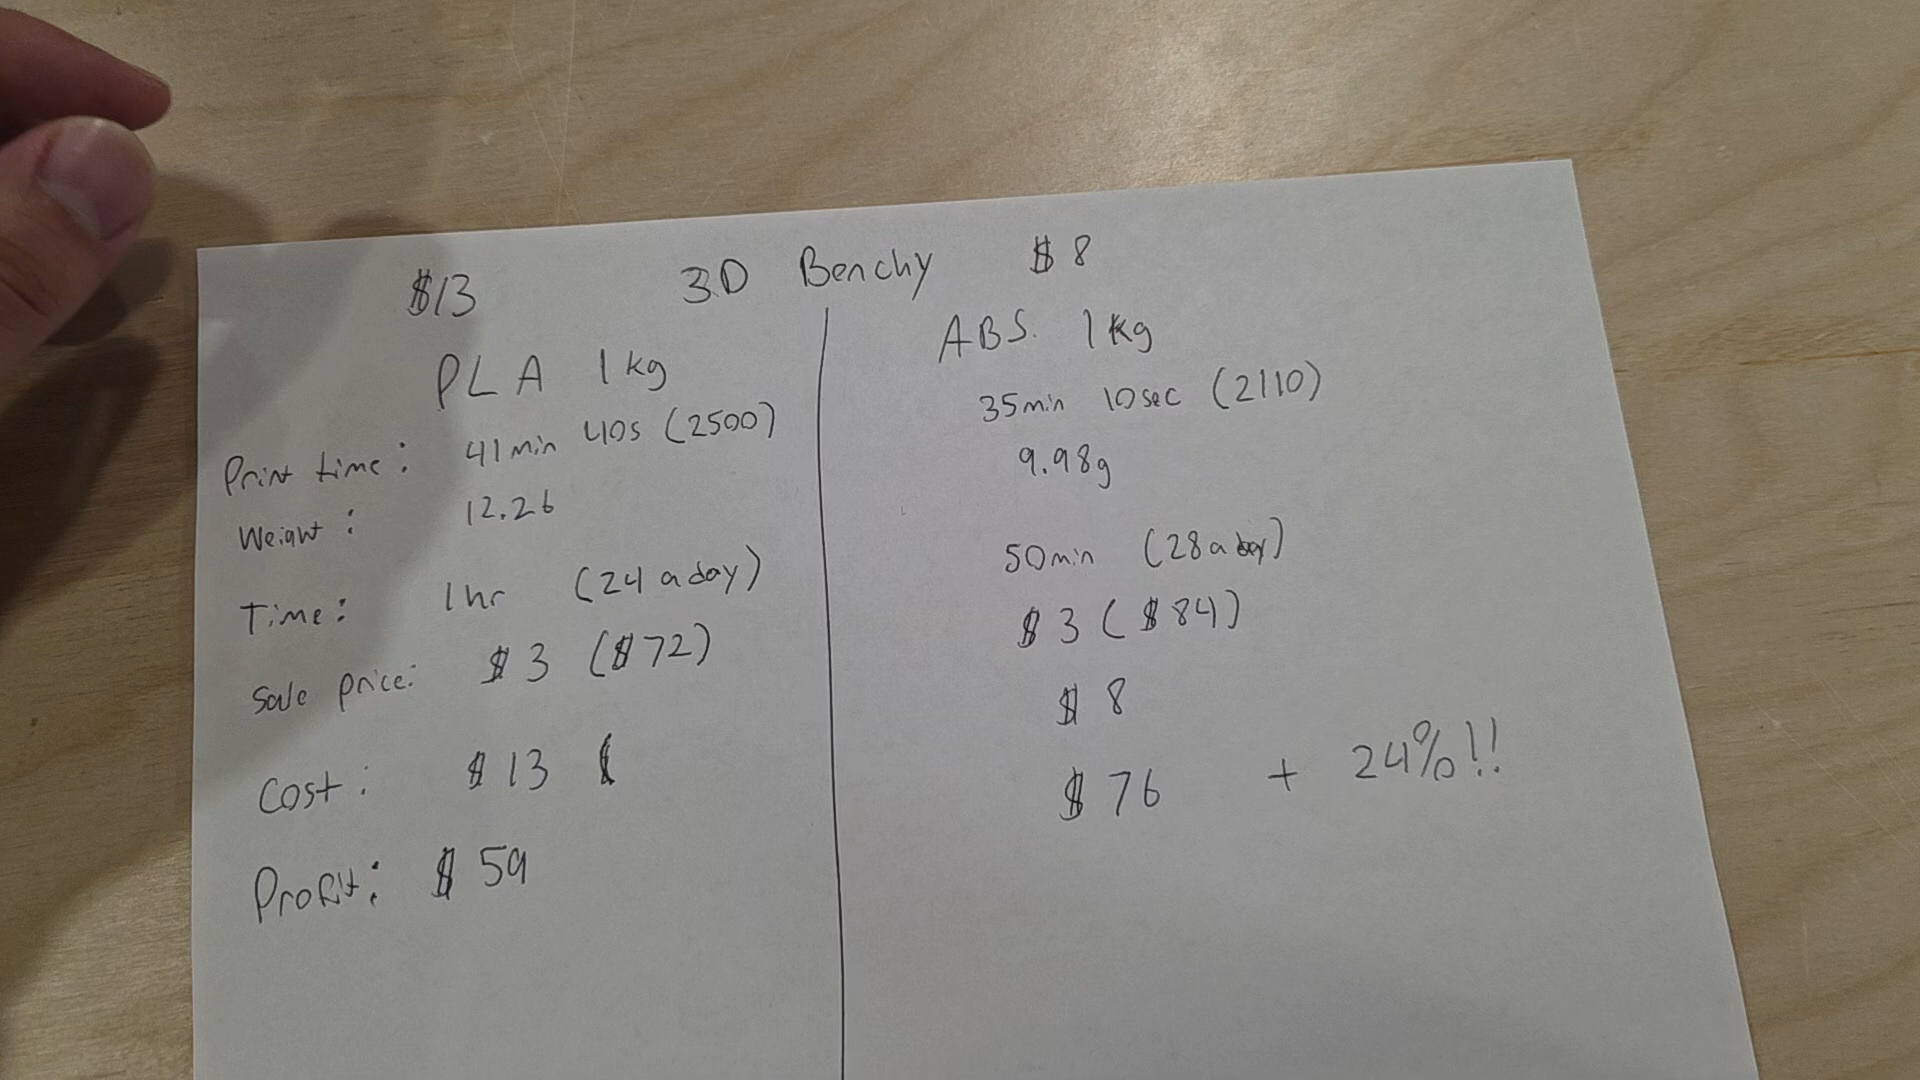 $13 3D Benchy $8
PLA 1kg
Print time: 41min 40s (2500)
Weight: 12.26
Time: 1hr (24 a day)
Sale price: $3 ($72)
Cost: $13
Profit: $59
ABS. 1kg
35min 10sec (2110)
9.98g
50min (28 a day)
$3 ($84)
$8
$76 + 24%!!